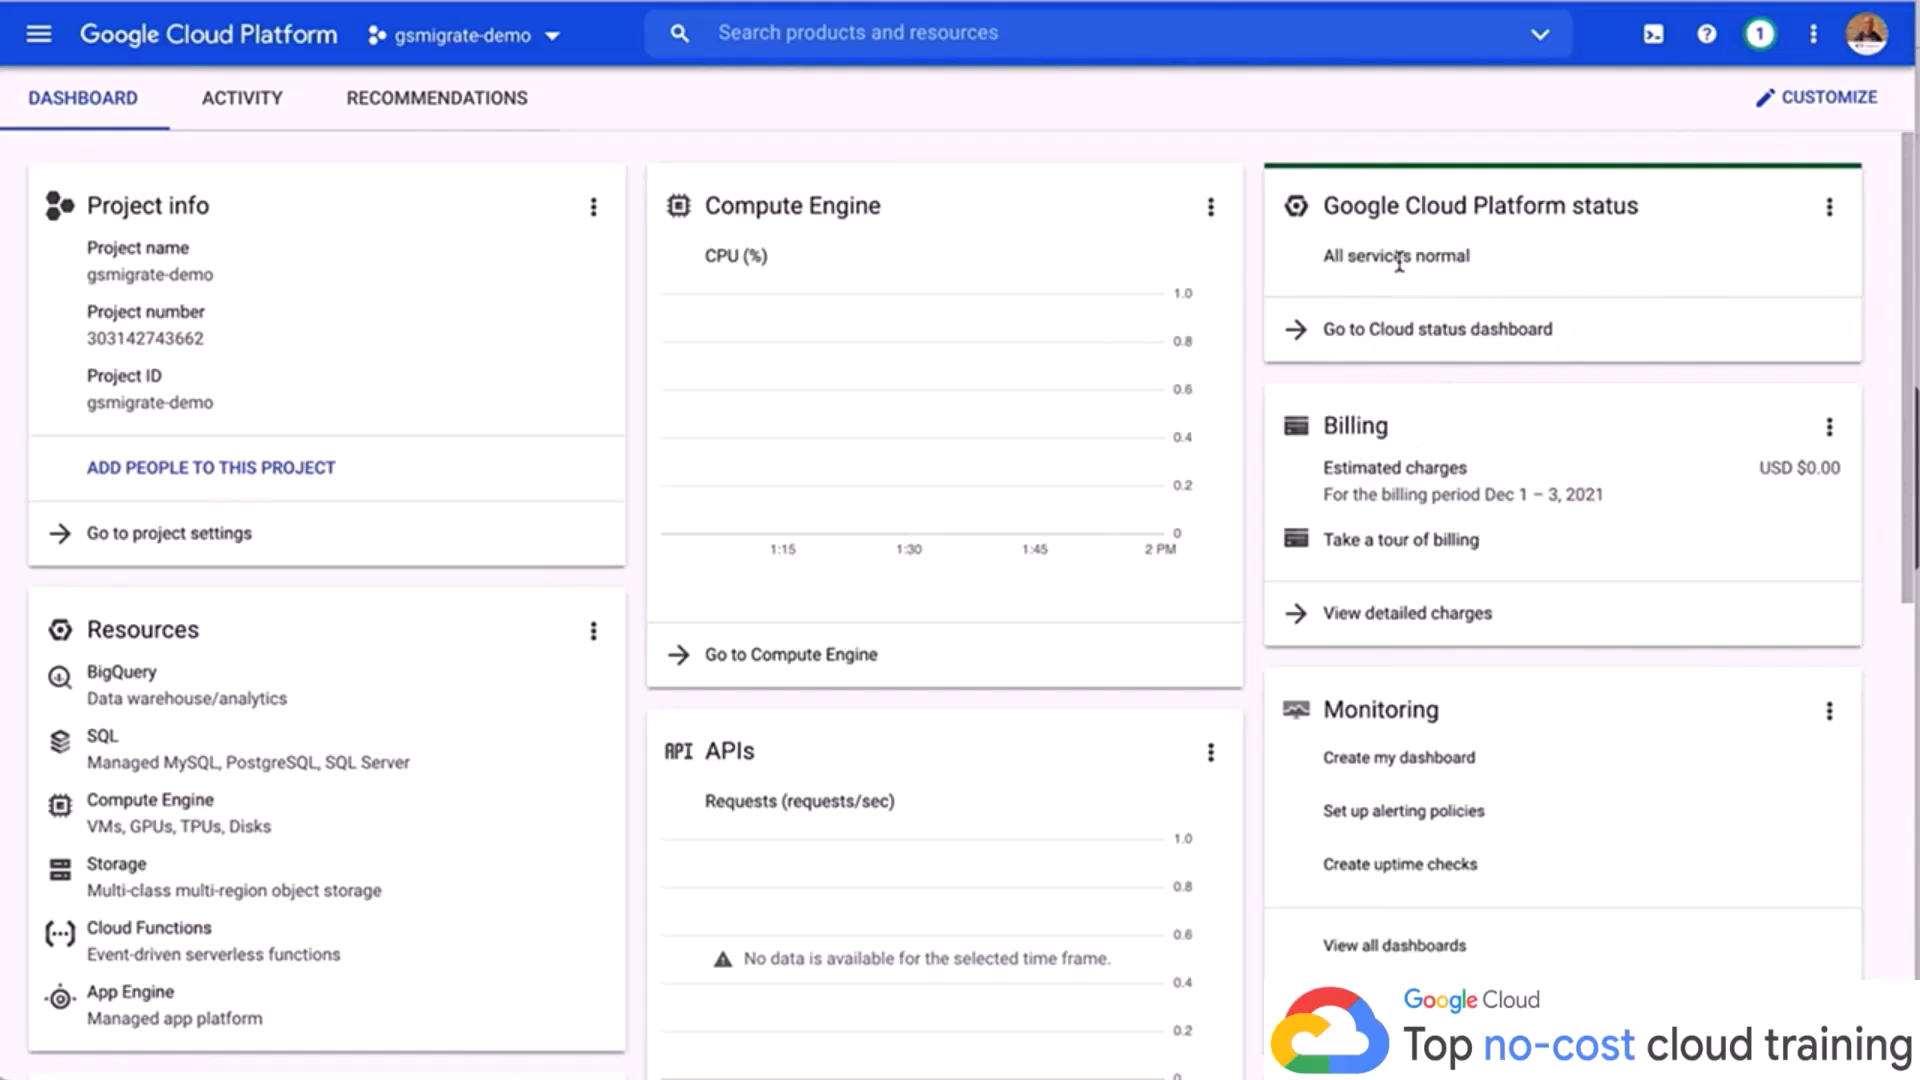 Google Cloud Platform
gsmigrate-demo
Search products and resources
1
DASHBOARD
ACTIVITY
RECOMMENDATIONS
CUSTOMIZE
Project info
Project name
gsmigrate-demo
Project number
303142743662
Project ID
gsmigrate-demo
ADD PEOPLE TO THIS PROJECT
Go to project settings
Resources
BigQuery
Data warehouse/analytics
SQL
Managed MySQL, PostgreSQL, SQL Server
Compute Engine
VMs, GPUs, TPUs, Disks
Storage
Multi-class multi-region object storage
Cloud Functions
Event-driven serverless functions
App Engine
Managed app platform
Compute Engine
CPU (%)
1.0
0.8
0.6
0.4
0.2
0
1:15 1:30 1:45 2 PM
Go to Compute Engine
API APIs
Requests (requests/sec)
1.0
0.8
0.6
No data is available for the selected time frame.
0.4
0.2
0
Google Cloud Platform status
All services normal
Go to Cloud status dashboard
Billing
Estimated charges USD $0.00
For the billing period Dec 1 – 3, 2021
Take a tour of billing
View detailed charges
Monitoring
Create my dashboard
Set up alerting policies
Create uptime checks
View all dashboards
Google Cloud
Top no-cost cloud training